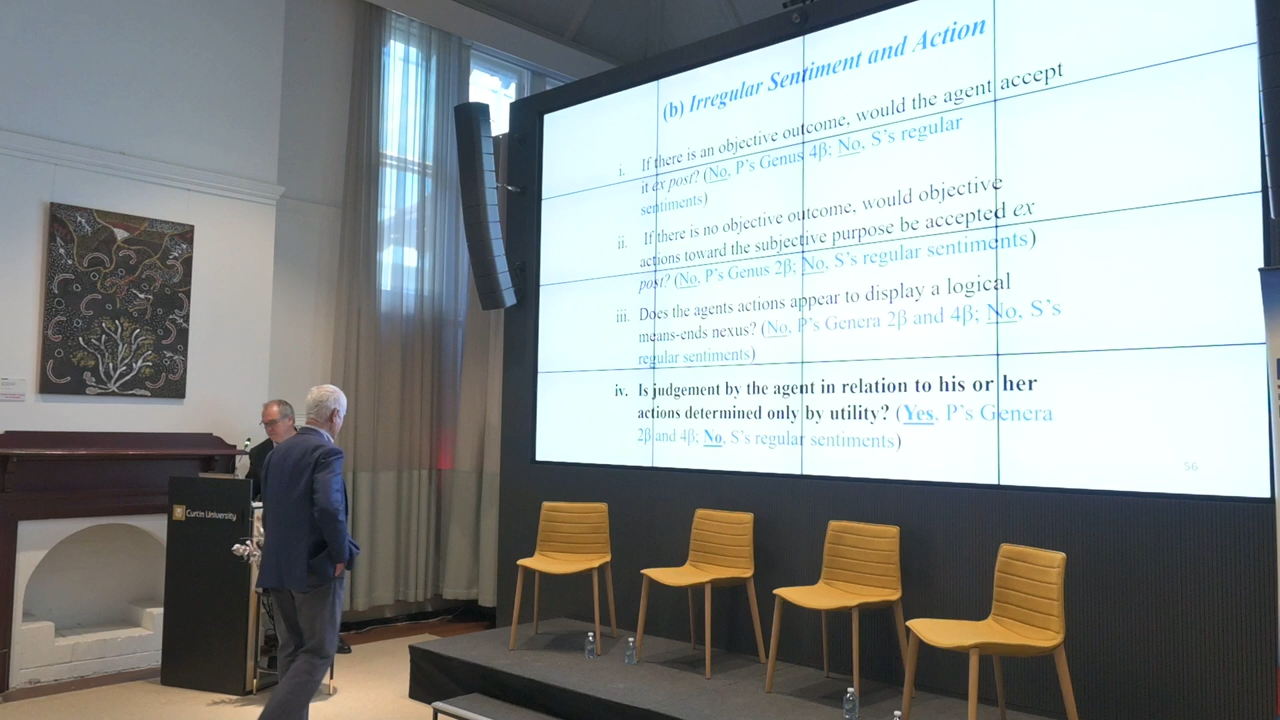 (b) Irregular Sentiment and Action
i. If there is an objective outcome, would the agent accept
it ex post? (No, P's Genus 4β; No, S's regular
sentiments)
ii. If there is no objective outcome, would objective
actions toward the subjective purpose be accepted ex
post? (No, P's Genus 2β; No, S's regular sentiments)
iii. Does the agents actions appear to display a logical
means-ends nexus? (No, P's Genera 2β and 4β; No, S's
regular sentiments)
iv. Is judgement by the agent in relation to his or her
actions determined only by utility? (Yes, P's Genera
2β and 4β; No, S's regular sentiments)
56
Curtin University